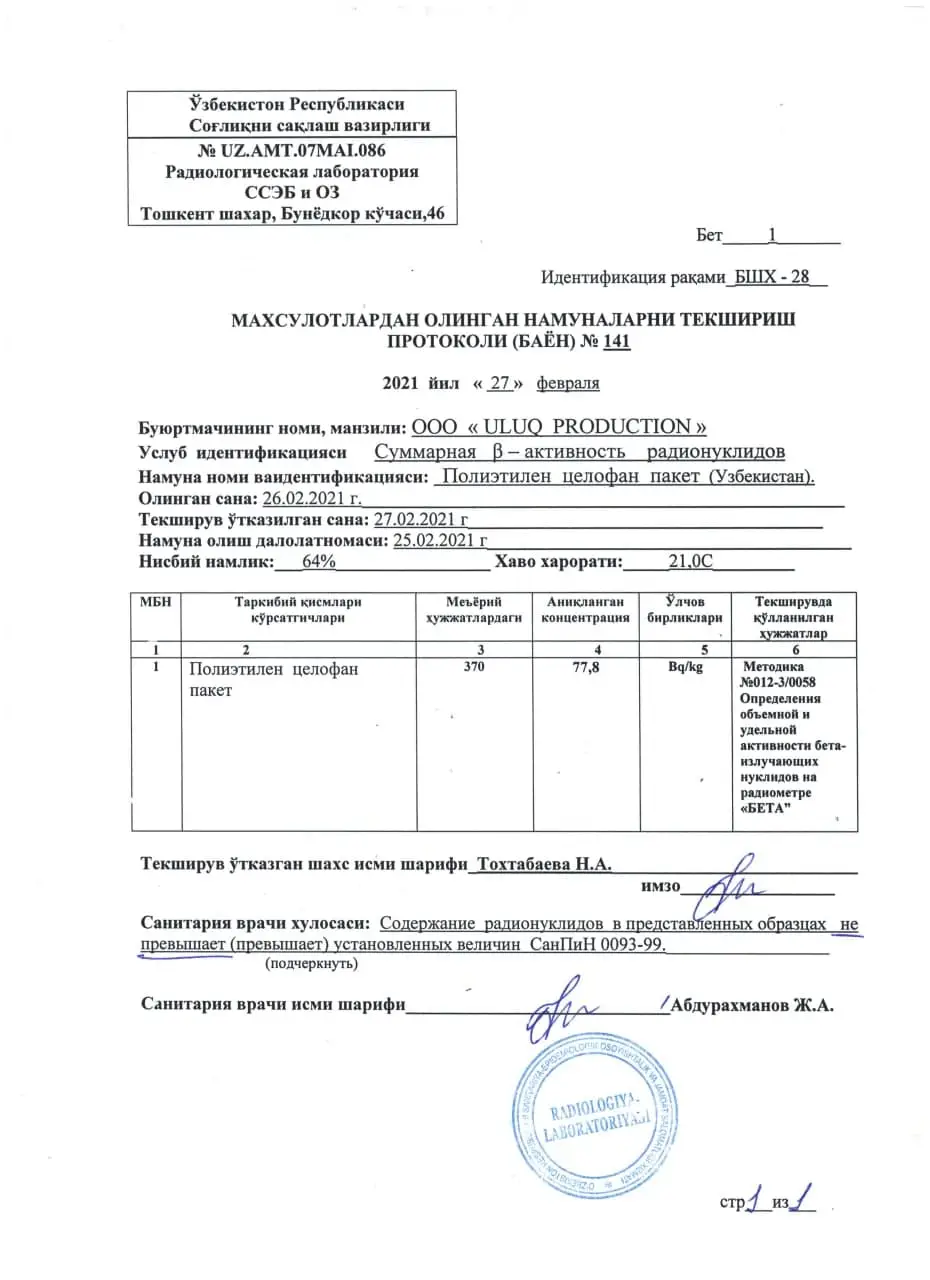 Ўзбекистон Республикаси
Соғлиқни сақлаш вазирлиги
№ UZ.AMT.07MAI.086
Радиологическая лаборатория
ССЭБ и ОЗ
Тошкент шахар, Бунёдкор кўчаси,46
Бет 1
Идентификация рақами БШХ - 28
МАХСУЛОТЛАРДАН ОЛИНГАН НАМУНАЛАРНИ ТЕКШИРИШ
ПРОТОКОЛИ (БАЁН) № 141
2021 йил « 27 » февраля
Буюртмачининг номи, манзили: ООО « ULUQ PRODUCTION »
Услуб идентификацияси Суммарная β – активность радионуклидов
Намуна номи ваидентификацияси: Полиэтилен целофан пакет (Узбекистан).
Олинган сана: 26.02.2021 г.
Текширув ўтказилган сана: 27.02.2021 г
Намуна олиш далолатномаси: 25.02.2021 г
Нисбий намлик: 64% Хаво харорати: 21,0С
МБН Таркибий қисмлари кўрсатгичлари Меъёрий ҳужжатлардаги Аниқланган концентрация Ўлчов бирликлари Текширувда қўлланилган ҳужжатлар
1 2 3 4 5 6
1 Полиэтилен целофан пакет 370 77,8 Bq/kg Методика
№012-3/0058
Определения
объемной и
удельной
активности бета-
излучающих
нуклидов на
радиометре
«БЕТА”
Текширув ўтказган шахс исми шарифи Тохтабаева Н.А.
имзо
Санитария врачи хулосаси: Содержание радионуклидов в представленных образцах не
превышает (превышает) установленных величин СанПиН 0093-99.
(подчеркнуть)
Санитария врачи исми шарифи / Абдурахманов Ж.А.
RADIOLOGIYA
LABORATORIYASI
стр 1 из 1